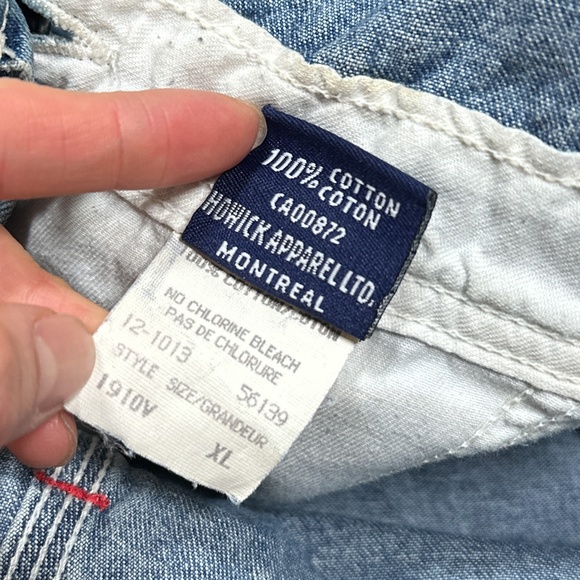 100% COTTON
COTON
CA00872
HOWICK APPAREL LTD.
MONTREAL
100% COTTON/COTON
NO CHLORINE BLEACH
PAS DE CHLORURE
12-1013 56139
STYLE SIZE/GRANDEUR
1910V XL